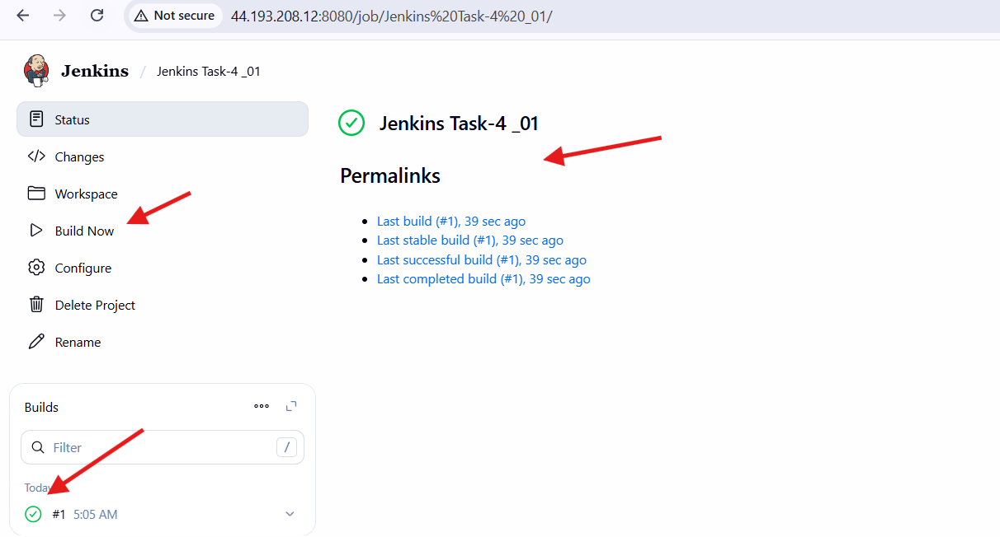 Not secure 44.193.208.12:8080/job/Jenkins%20Task-4%20_01/
Jenkins / Jenkins Task-4 _01
Status
Changes
Workspace
Build Now
Configure
Delete Project
Rename
Builds
Filter /
Today
#1 5:05 AM
Jenkins Task-4 _01
Permalinks
Last build (#1), 39 sec ago
Last stable build (#1), 39 sec ago
Last successful build (#1), 39 sec ago
Last completed build (#1), 39 sec ago